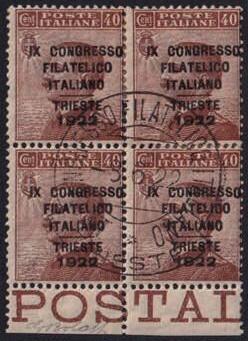 Cent POSTE ITALIANE 40 Cent POSTE ITALIANE 40
IX CONGRESSO IX CONGRESSO
FILATELICO FILATELICO
ITALIANO ITALIANO
TRIESTE TRIESTE
1922 1922
Cent POSTE ITALIANE 40 Cent POSTE ITALIANE 40
IX CONGRESSO IX CONGRESSO
FILATELICO FILATELICO
ITALIANO ITALIANO
TRIESTE TRIESTE
1922 1922
POSTAL